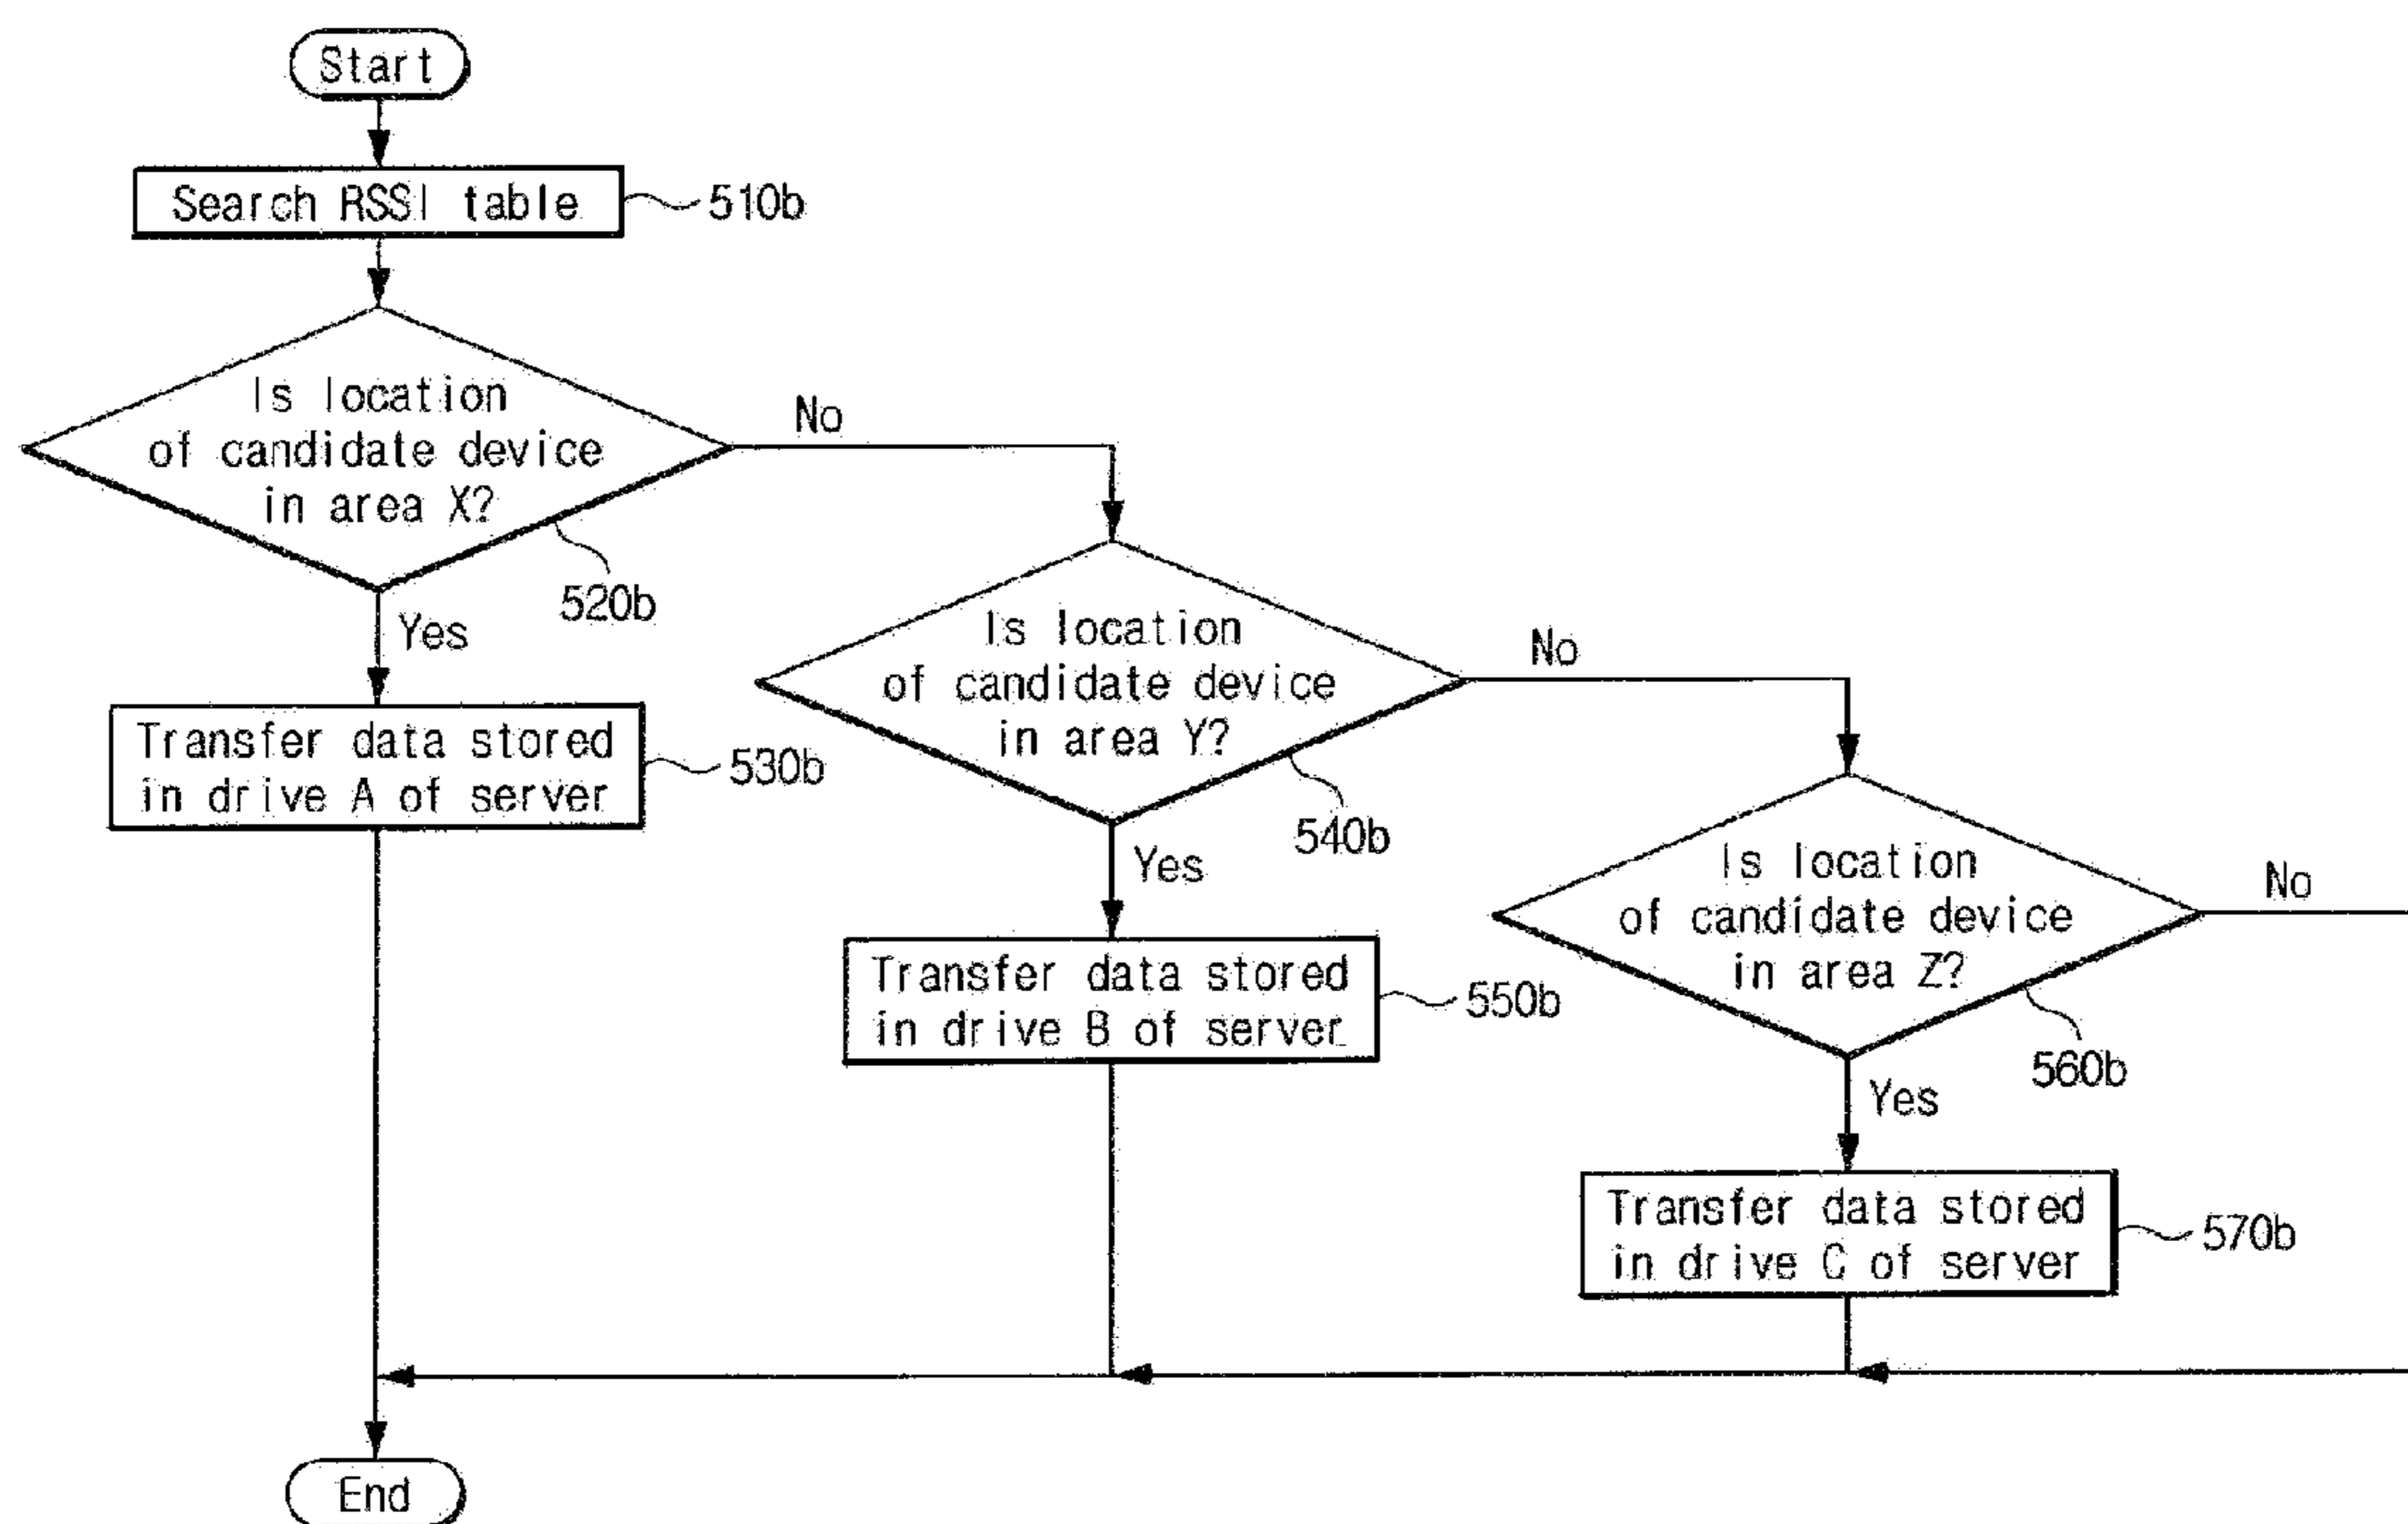 Start
Search RSSI table
510b
Is location
of candidate device
in area X?
520b
No
Yes
Transfer data stored
in drive A of server
530b
Is location
of candidate device
in area Y?
540b
No
Yes
Transfer data stored
in drive B of server
550b
Is location
of candidate device
in area Z?
560b
No
Yes
Transfer data stored
in drive C of server
570b
End